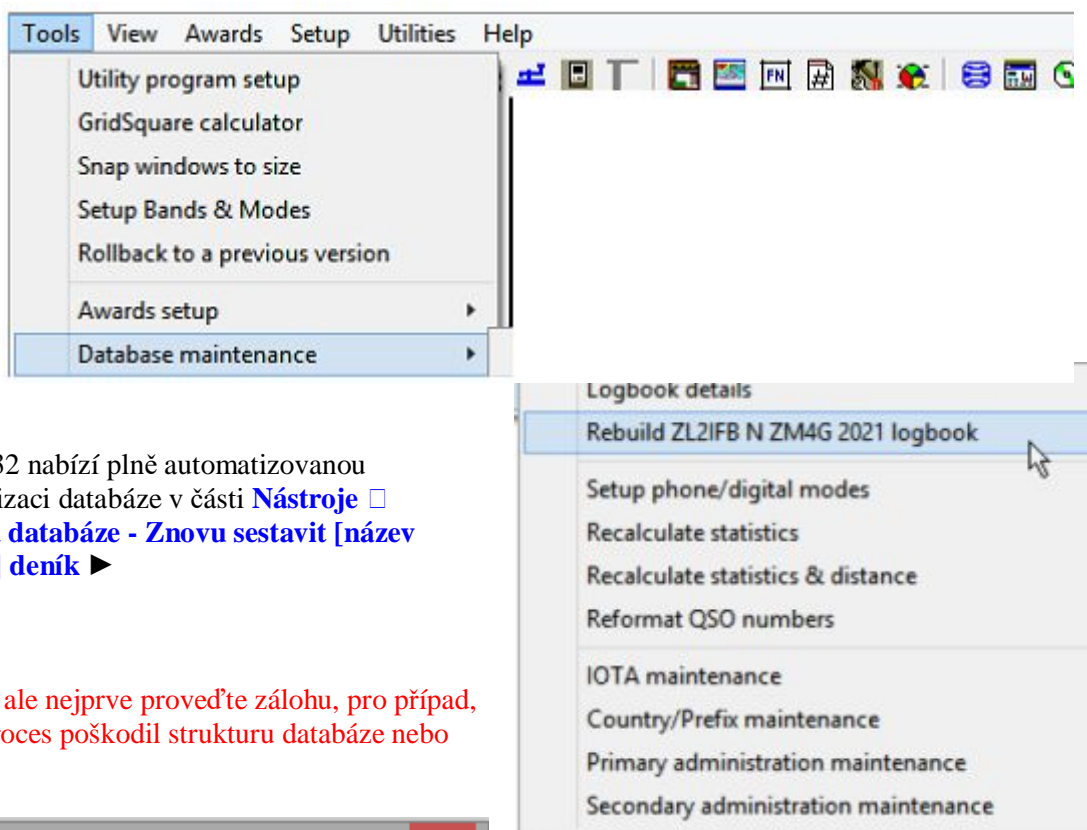 Tools View Awards Setup Utilities Help
Utility program setup
GridSquare calculator
Snap windows to size
Setup Bands & Modes
Rollback to a previous version
Awards setup
Database maintenance
Logbook details
Rebuild ZL2IFB N ZM4G 2021 logbook
Setup phone/digital modes
Recalculate statistics
Recalculate statistics & distance
Reformat QSO numbers
IOTA maintenance
Country/Prefix maintenance
Primary administration maintenance
Secondary administration maintenance
32 nabízí plně automatizovanou
izaci databáze v části Nástroje □
databáze - Znovu sestavit [název
] deník ►
ale nejprve proveďte zálohu, pro případ,
roces poškodil strukturu databáze nebo